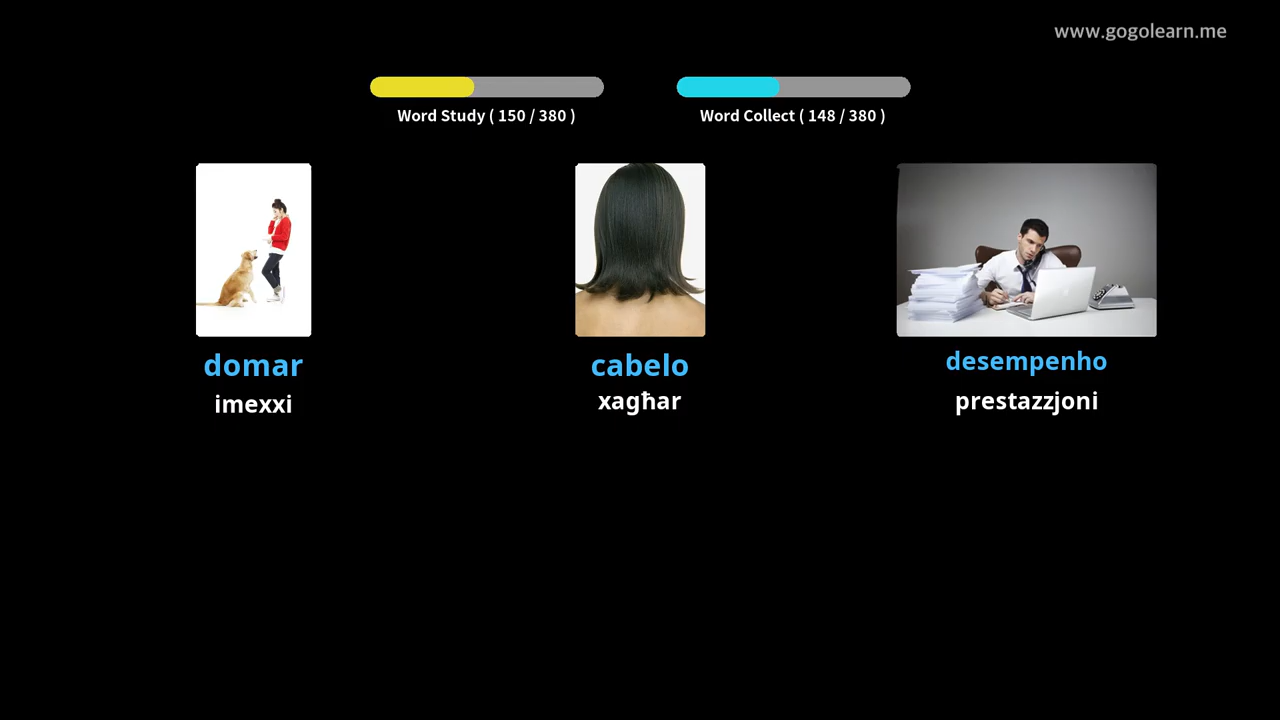 www.gogolearn.me
Word Study ( 150 / 380 )
Word Collect ( 148 / 380 )
domar
imexxi
cabelo
xagħar
desempenho
prestazzjoni